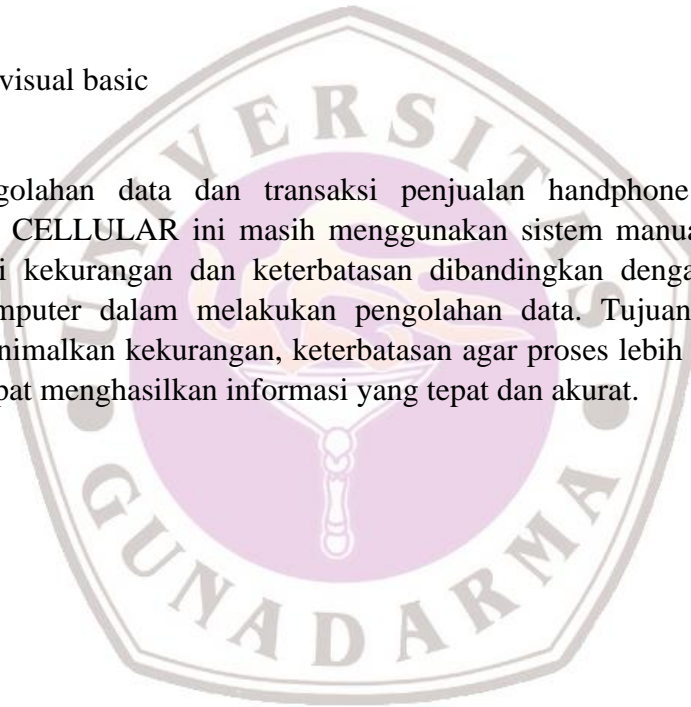 visual basic
golahan data dan transaksi penjualan handphone
CELLULAR ini masih menggunakan sistem manua
i kekurangan dan keterbatasan dibandingkan denga
mputer dalam melakukan pengolahan data. Tujuan
nimalkan kekurangan, keterbatasan agar proses lebih
pat menghasilkan informasi yang tepat dan akurat.
UNIVERSITAS
GUNADARMA